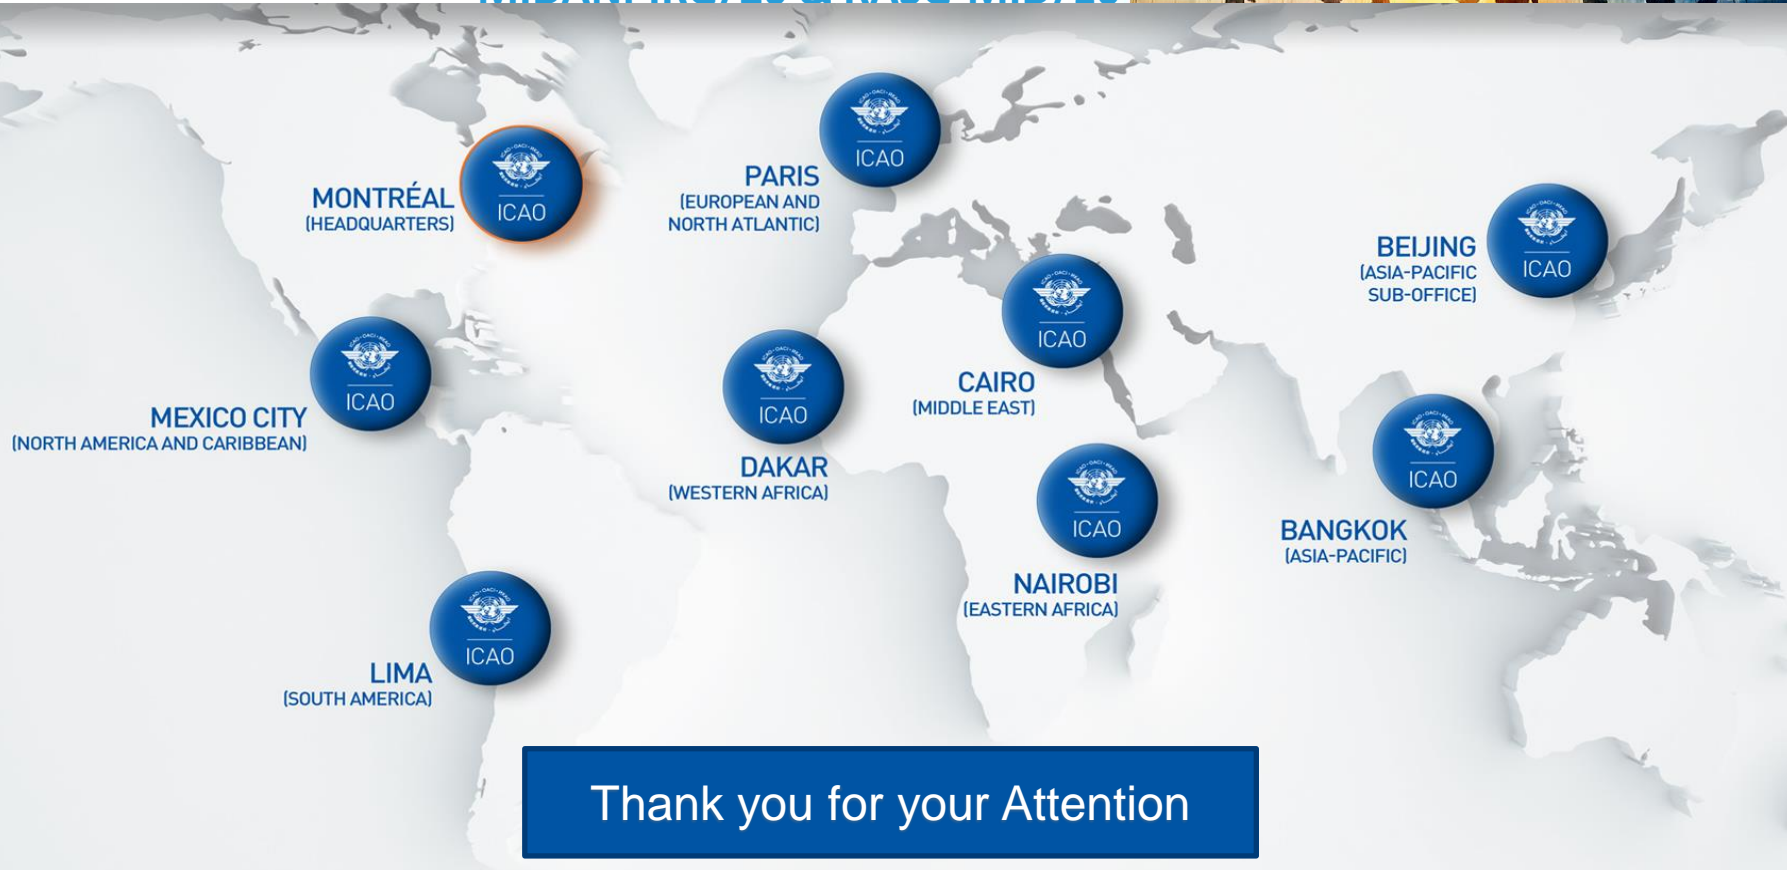 ICAO
PARIS
(EUROPEAN AND
NORTH ATLANTIC)
ICAO
MONTRÉAL
(HEADQUARTERS)
ICAO
BEIJING
(ASIA-PACIFIC
SUB-OFFICE)
ICAO
CAIRO
(MIDDLE EAST)
ICAO
MEXICO CITY
(NORTH AMERICA AND CARIBBEAN)
ICAO
DAKAR
(WESTERN AFRICA)
ICAO
BANGKOK
(ASIA-PACIFIC)
ICAO
NAIROBI
(EASTERN AFRICA)
ICAO
LIMA
(SOUTH AMERICA)
Thank you for your Attention